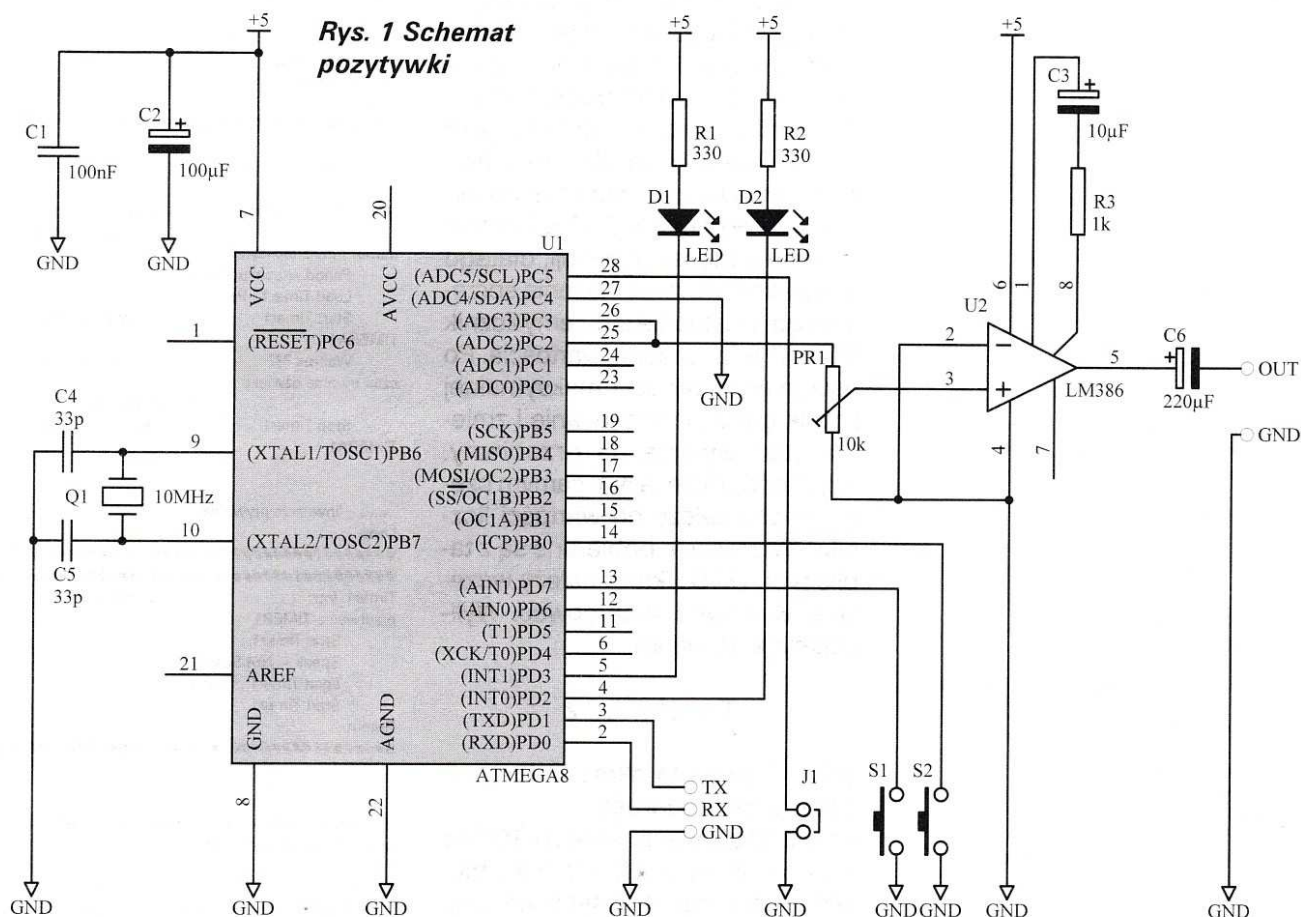 Rys. 1 Schemat
pozytywki
+5
+5
+5
+5
C1
100nF
GND
C2
+
100µF
GND
7
20
R1
330
D1
LED
R2
330
D2
LED
C3
+
10µF
R3
1k
6
1
8
U2
2
3
5
LM386
4
7
C6
+
220µF
OUT
GND
PR1
10k
U1
VCC
AVCC
1
(RESET)PC6
C4
33p
9
(XTAL1/TOSC1)PB6
Q1
10MHz
10
(XTAL2/TOSC2)PB7
C5
33p
21
AREF
GND
AGND
8
22
ATMEGA8
(ADC5/SCL)PC5 28
(ADC4/SDA)PC4 27
(ADC3)PC3 26
(ADC2)PC2 25
(ADC1)PC1 24
(ADC0)PC0 23
GND
(SCK)PB5 19
(MISO)PB4 18
(MOSI/OC2)PB3 17
(SS/OC1B)PB2 16
(OC1A)PB1 15
(ICP)PB0 14
(AIN1)PD7 13
(AIN0)PD6 12
(T1)PD5 11
(XCK/T0)PD4 6
(INT1)PD3 5
(INT0)PD2 4
(TXD)PD1 3
(RXD)PD0 2
TX
RX
GND
J1
S1
S2
GND
GND
GND
GND
GND
GND
GND
GND
GND